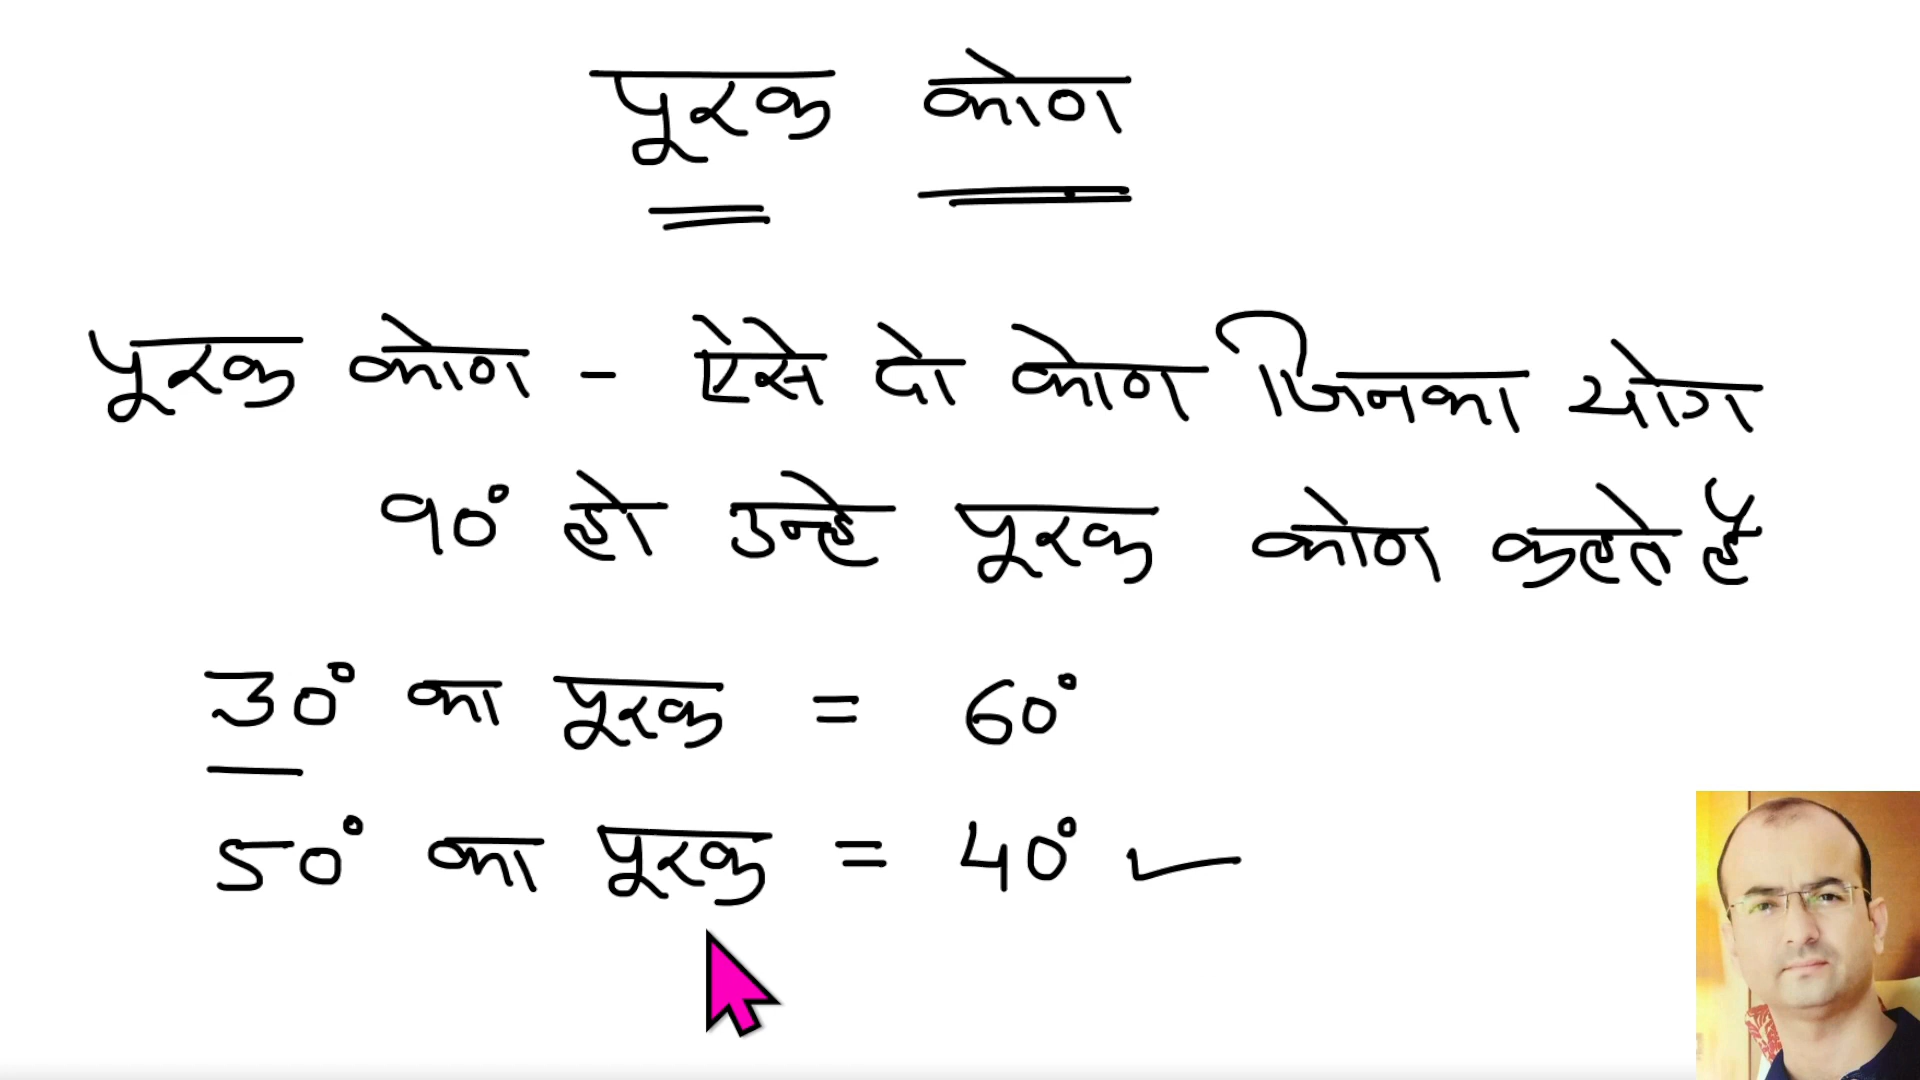 पूरक कोण
पूरक कोण - ऐसे दो कोण जिनका योग
90° हो उन्हे पूरक कोण कहते हैं
30° का पूरक = 60°
50° का पूरक = 40° ✓